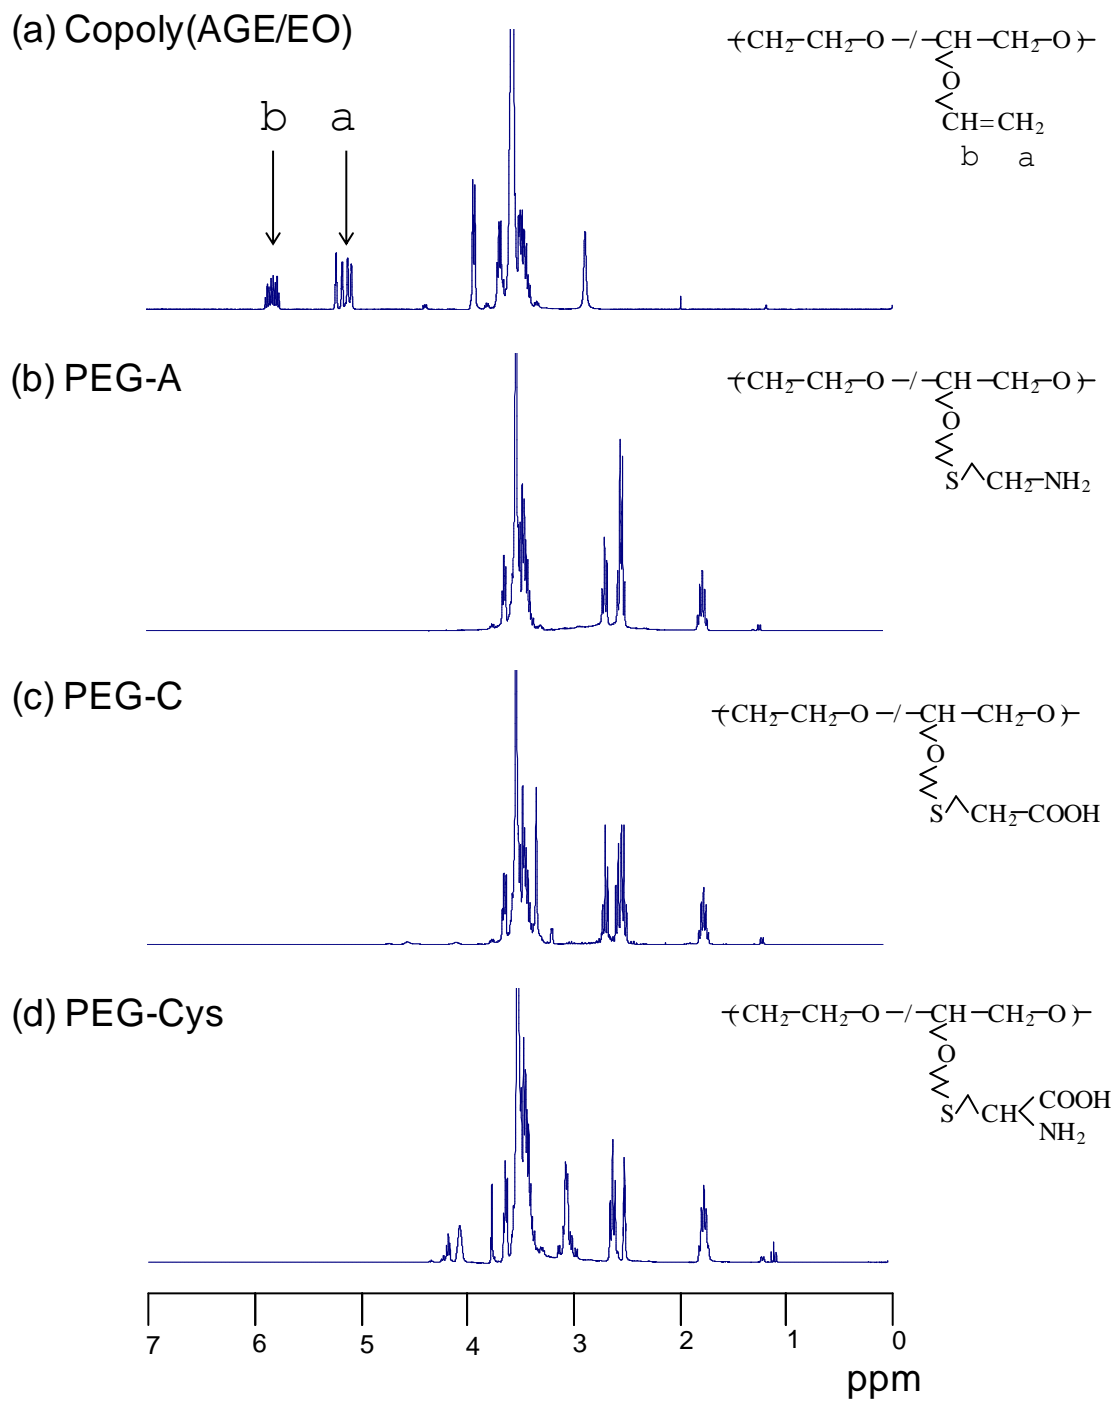 (a) Copoly(AGE/EO)
-(CH2-CH2-O-/-CH-CH2-O)-
O
CH=CH2
b a
b a
(b) PEG-A
-(CH2-CH2-O-/-CH-CH2-O)-
O
S CH2-NH2
(c) PEG-C
-(CH2-CH2-O-/-CH-CH2-O)-
O
S CH2-COOH
(d) PEG-Cys
-(CH2-CH2-O-/-CH-CH2-O)-
O
S CH COOH
NH2
7 6 5 4 3 2 1 0
ppm